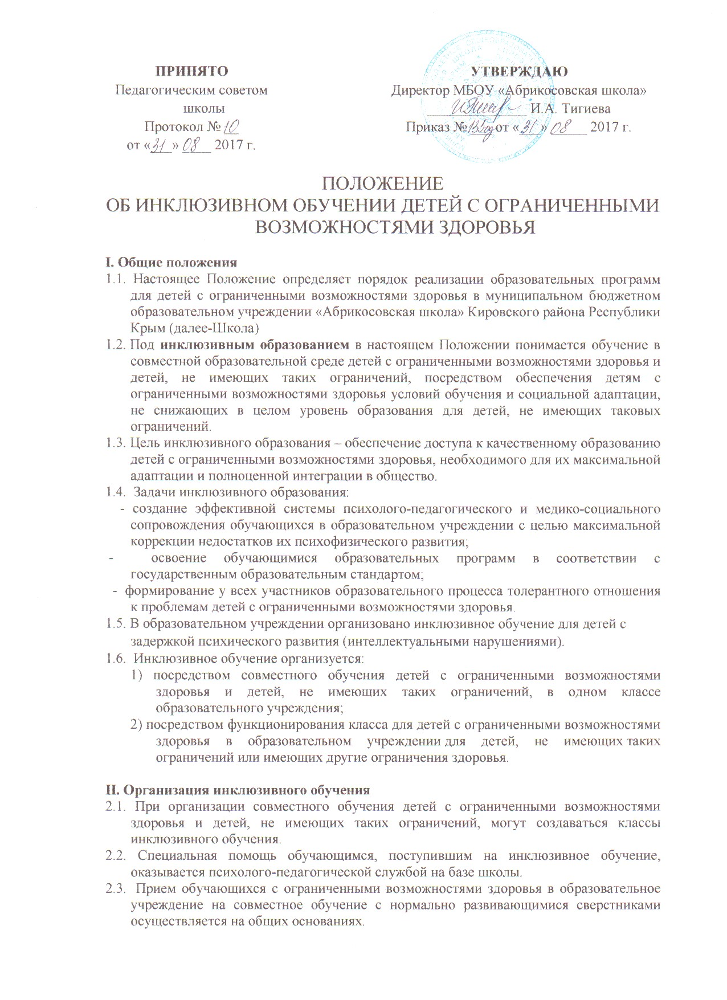 ПРИНЯТО
Педагогическим советом
школы
Протокол № 10
от «31» 08 2017 г.
УТВЕРЖДАЮ
Директор МБОУ «Абрикосовская школа»
И.А. Тигиева
Приказ № 135од от «31» 08 2017 г.
ПОЛОЖЕНИЕ
ОБ ИНКЛЮЗИВНОМ ОБУЧЕНИИ ДЕТЕЙ С ОГРАНИЧЕННЫМИ
ВОЗМОЖНОСТЯМИ ЗДОРОВЬЯ
I. Общие положения
1.1. Настоящее Положение определяет порядок реализации образовательных программ
для детей с ограниченными возможностями здоровья в муниципальном бюджетном
образовательном учреждении «Абрикосовская школа» Кировского района Республики
Крым (далее-Школа)
1.2. Под инклюзивным образованием в настоящем Положении понимается обучение в
совместной образовательной среде детей с ограниченными возможностями здоровья и
детей, не имеющих таких ограничений, посредством обеспечения детям с
ограниченными возможностями здоровья условий обучения и социальной адаптации,
не снижающих в целом уровень образования для детей, не имеющих таковых
ограничений.
1.3. Цель инклюзивного образования – обеспечение доступа к качественному образованию
детей с ограниченными возможностями здоровья, необходимого для их максимальной
адаптации и полноценной интеграции в общество.
1.4. Задачи инклюзивного образования:
- создание эффективной системы психолого-педагогического и медико-социального
сопровождения обучающихся в образовательном учреждении с целью максимальной
коррекции недостатков их психофизического развития;
- освоение обучающимися образовательных программ в соответствии с
государственным образовательным стандартом;
- формирование у всех участников образовательного процесса толерантного отношения
к проблемам детей с ограниченными возможностями здоровья.
1.5. В образовательном учреждении организовано инклюзивное обучение для детей с
задержкой психического развития (интеллектуальными нарушениями).
1.6. Инклюзивное обучение организуется:
1) посредством совместного обучения детей с ограниченными возможностями
здоровья и детей, не имеющих таких ограничений, в одном классе
образовательного учреждения;
2) посредством функционирования класса для детей с ограниченными возможностями
здоровья в образовательном учреждении для детей, не имеющих таких
ограничений или имеющих другие ограничения здоровья.
II. Организация инклюзивного обучения
2.1. При организации совместного обучения детей с ограниченными возможностями
здоровья и детей, не имеющих таких ограничений, могут создаваться классы
инклюзивного обучения.
2.2. Специальная помощь обучающимся, поступившим на инклюзивное обучение,
оказывается психолого-педагогической службой на базе школы.
2.3. Прием обучающихся с ограниченными возможностями здоровья в образовательное
учреждение на совместное обучение с нормально развивающимися сверстниками
осуществляется на общих основаниях.